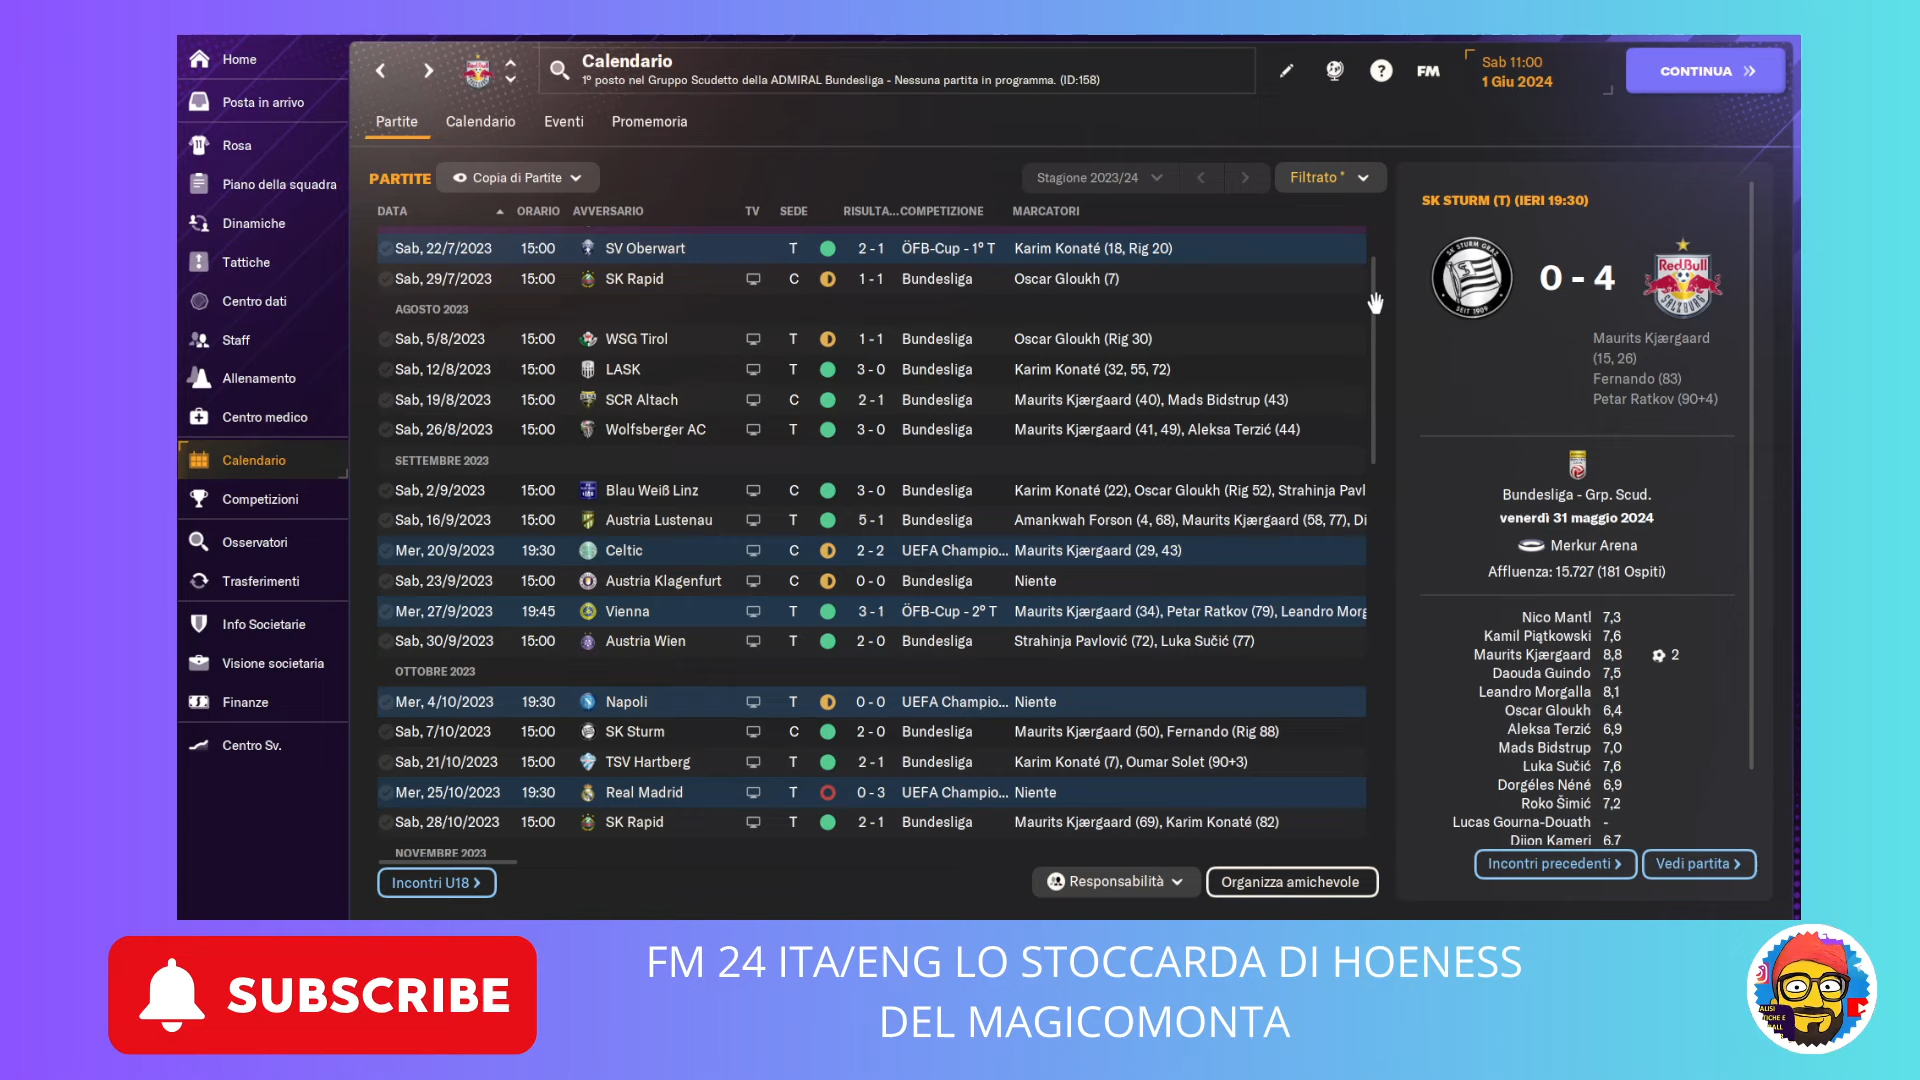 Home
Posta in arrivo
Rosa
Piano della squadra
Dinamiche
Tattiche
Centro dati
Staff
Allenamento
Centro medico
Calendario
Competizioni
Osservatori
Trasferimenti
Info Societarie
Visione societaria
Finanze
Centro Sv.
Calendario
1° posto nel Gruppo Scudetto della ADMIRAL Bundesliga - Nessuna partita in programma. (ID:158)
FM
Sab 11:00
1 Giu 2024
CONTINUA
Partite Calendario Eventi Promemoria
PARTITE Copia di Partite Stagione 2023/24 Filtrato *
DATA ORARIO AVVERSARIO TV SEDE RISULTA... COMPETIZIONE MARCATORI
Sab, 22/7/2023 15:00 SV Oberwart T 2 - 1 ÖFB-Cup - 1° T Karim Konaté (18, Rig 20)
Sab, 29/7/2023 15:00 SK Rapid C 1 - 1 Bundesliga Oscar Gloukh (7)
AGOSTO 2023
Sab, 5/8/2023 15:00 WSG Tirol T 1 - 1 Bundesliga Oscar Gloukh (Rig 30)
Sab, 12/8/2023 15:00 LASK T 3 - 0 Bundesliga Karim Konaté (32, 55, 72)
Sab, 19/8/2023 15:00 SCR Altach C 2 - 1 Bundesliga Maurits Kjærgaard (40), Mads Bidstrup (43)
Sab, 26/8/2023 15:00 Wolfsberger AC T 3 - 0 Bundesliga Maurits Kjærgaard (41, 49), Aleksa Terzić (44)
SETTEMBRE 2023
Sab, 2/9/2023 15:00 Blau Weiß Linz C 3 - 0 Bundesliga Karim Konaté (22), Oscar Gloukh (Rig 52), Strahinja Pavl
Sab, 16/9/2023 15:00 Austria Lustenau T 5 - 1 Bundesliga Amankwah Forson (4, 68), Maurits Kjærgaard (58, 77), Di
Mer, 20/9/2023 19:30 Celtic C 2 - 2 UEFA Champio... Maurits Kjærgaard (29, 43)
Sab, 23/9/2023 15:00 Austria Klagenfurt C 0 - 0 Bundesliga Niente
Mer, 27/9/2023 19:45 Vienna T 3 - 1 ÖFB-Cup - 2° T Maurits Kjærgaard (34), Petar Ratkov (79), Leandro Morg
Sab, 30/9/2023 15:00 Austria Wien T 2 - 0 Bundesliga Strahinja Pavlović (72), Luka Sučić (77)
OTTOBRE 2023
Mer, 4/10/2023 19:30 Napoli T 0 - 0 UEFA Champio... Niente
Sab, 7/10/2023 15:00 SK Sturm C 2 - 0 Bundesliga Maurits Kjærgaard (50), Fernando (Rig 88)
Sab, 21/10/2023 15:00 TSV Hartberg T 2 - 1 Bundesliga Karim Konaté (7), Oumar Solet (90+3)
Mer, 25/10/2023 19:30 Real Madrid T 0 - 3 UEFA Champio... Niente
Sab, 28/10/2023 15:00 SK Rapid T 2 - 1 Bundesliga Maurits Kjærgaard (69), Karim Konaté (82)
NOVEMBRE 2023
Incontri U18 Responsabilità Organizza amichevole
SK STURM (T) (IERI 19:30)
SK STURM GRAZ
SEIT 1909
0 - 4
Red Bull
SALZBURG
Maurits Kjærgaard
(15, 26)
Fernando (83)
Petar Ratkov (90+4)
Bundesliga - Grp. Scud.
venerdì 31 maggio 2024
Merkur Arena
Affluenza: 15.727 (181 Ospiti)
Nico Mantl 7,3
Kamil Piątkowski 7,6
Maurits Kjærgaard 8,8 2
Daouda Guindo 7,5
Leandro Morgalla 8,1
Oscar Gloukh 6,4
Aleksa Terzić 6,9
Mads Bidstrup 7,0
Luka Sučić 7,6
Dorgéles Néné 6,9
Roko Šimić 7,2
Lucas Gourna-Douath -
Dijon Kameri 6,7
Incontri precedenti Vedi partita
SUBSCRIBE
FM 24 ITA/ENG LO STOCCARDA DI HOENESS
DEL MAGICOMONTA